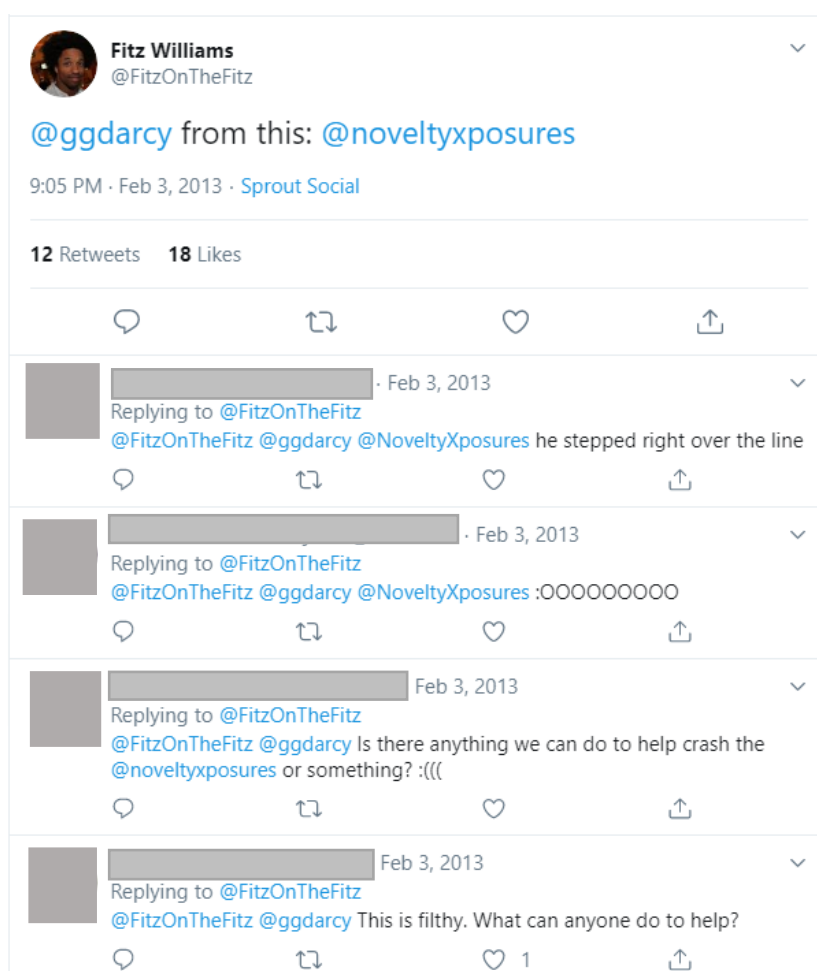 Fitz Williams
@FitzOnTheFitz
@ggdarcy from this: @noveltyxposures
9:05 PM · Feb 3, 2013 · Sprout Social
12 Retweets 18 Likes
· Feb 3, 2013
Replying to @FitzOnTheFitz
@FitzOnTheFitz @ggdarcy @NoveltyXposures he stepped right over the line
· Feb 3, 2013
Replying to @FitzOnTheFitz
@FitzOnTheFitz @ggdarcy @NoveltyXposures :OOOOOOOOO
Feb 3, 2013
Replying to @FitzOnTheFitz
@FitzOnTheFitz @ggdarcy Is there anything we can do to help crash the
@noveltyxposures or something? :(((
Feb 3, 2013
Replying to @FitzOnTheFitz
@FitzOnTheFitz @ggdarcy This is filthy. What can anyone do to help?
1